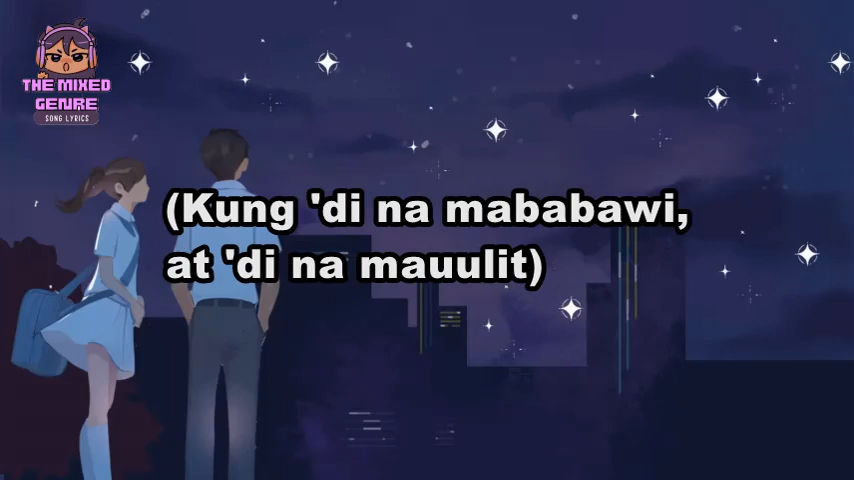 THE MIXED
GENRE
SONG LYRICS
(Kung 'di na mababawi,
at 'di na mauulit)